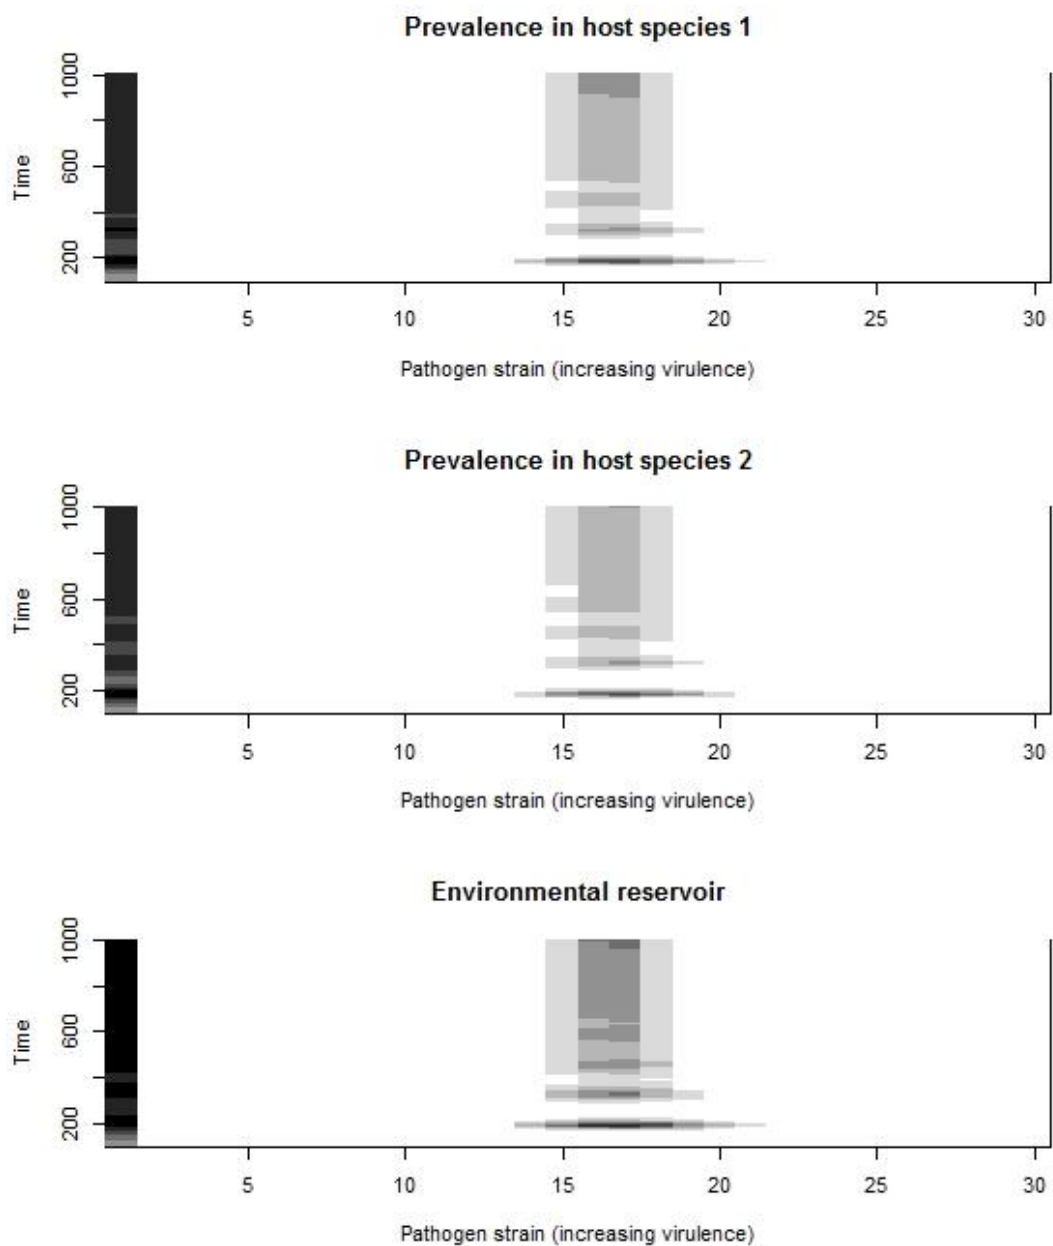 Prevalence in host species 1
1000
600
200
Time
5 10 15 20 25 30
Pathogen strain (increasing virulence)
Prevalence in host species 2
1000
600
200
Time
5 10 15 20 25 30
Pathogen strain (increasing virulence)
Environmental reservoir
1000
600
200
Time
5 10 15 20 25 30
Pathogen strain (increasing virulence)